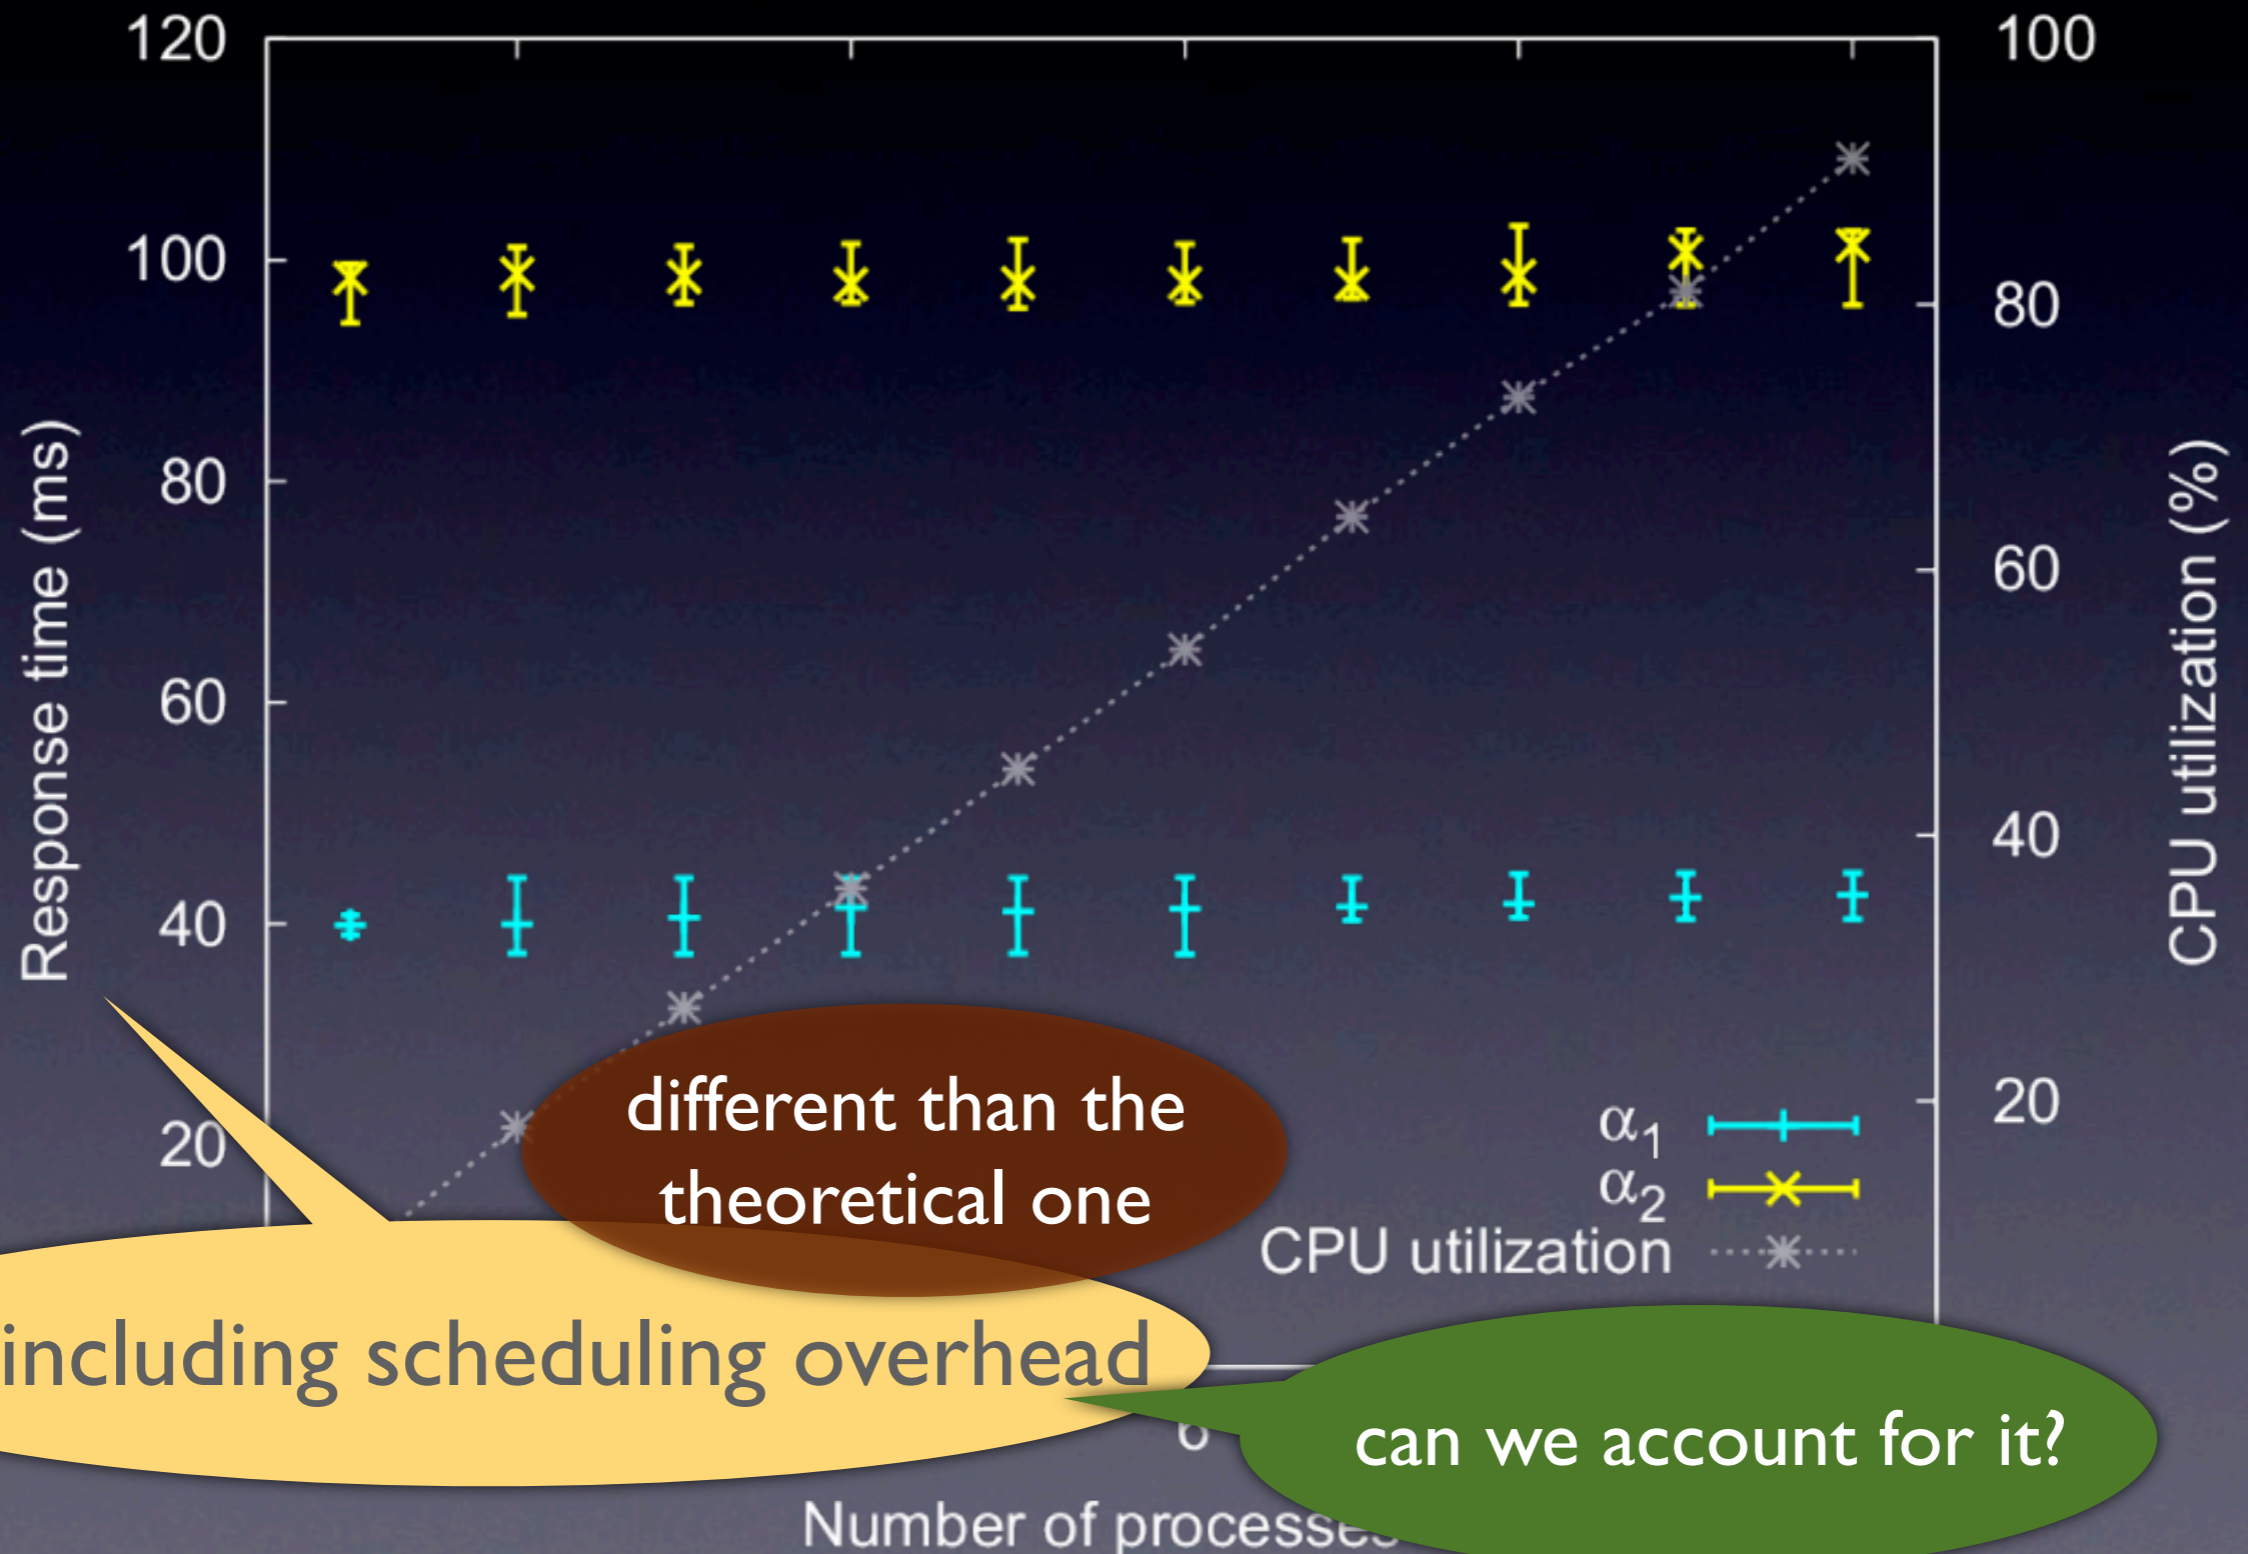 120
100
80
60
40
20
Response time (ms)
100
80
60
40
20
CPU utilization (%)
different than the
theoretical one
α1
α2
CPU utilization
including scheduling overhead
can we account for it?
6
Number of processes